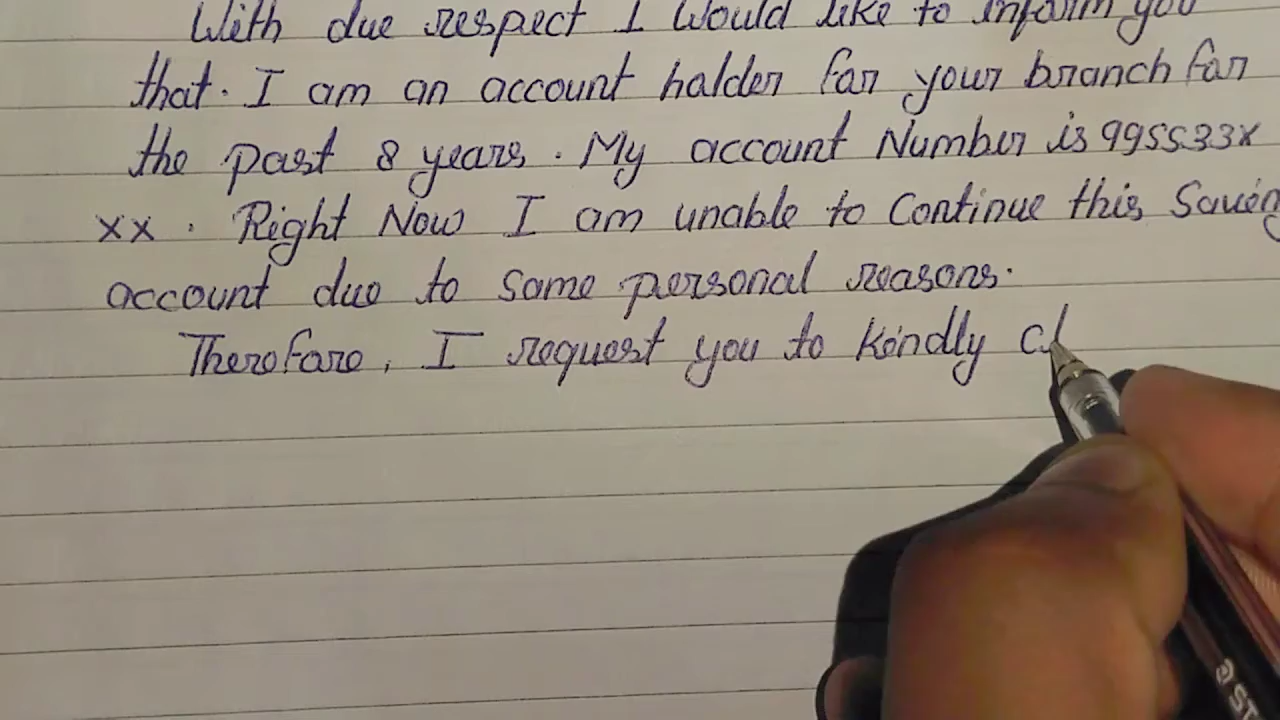 With due respect I would like to inform you
that. I am an account holder for your branch for
the past 8 years. My account Number is 995533x
xx. Right Now I am unable to Continue this Saving
account due to some personal reasons.
Therefore, I request you to kindly cl
ST